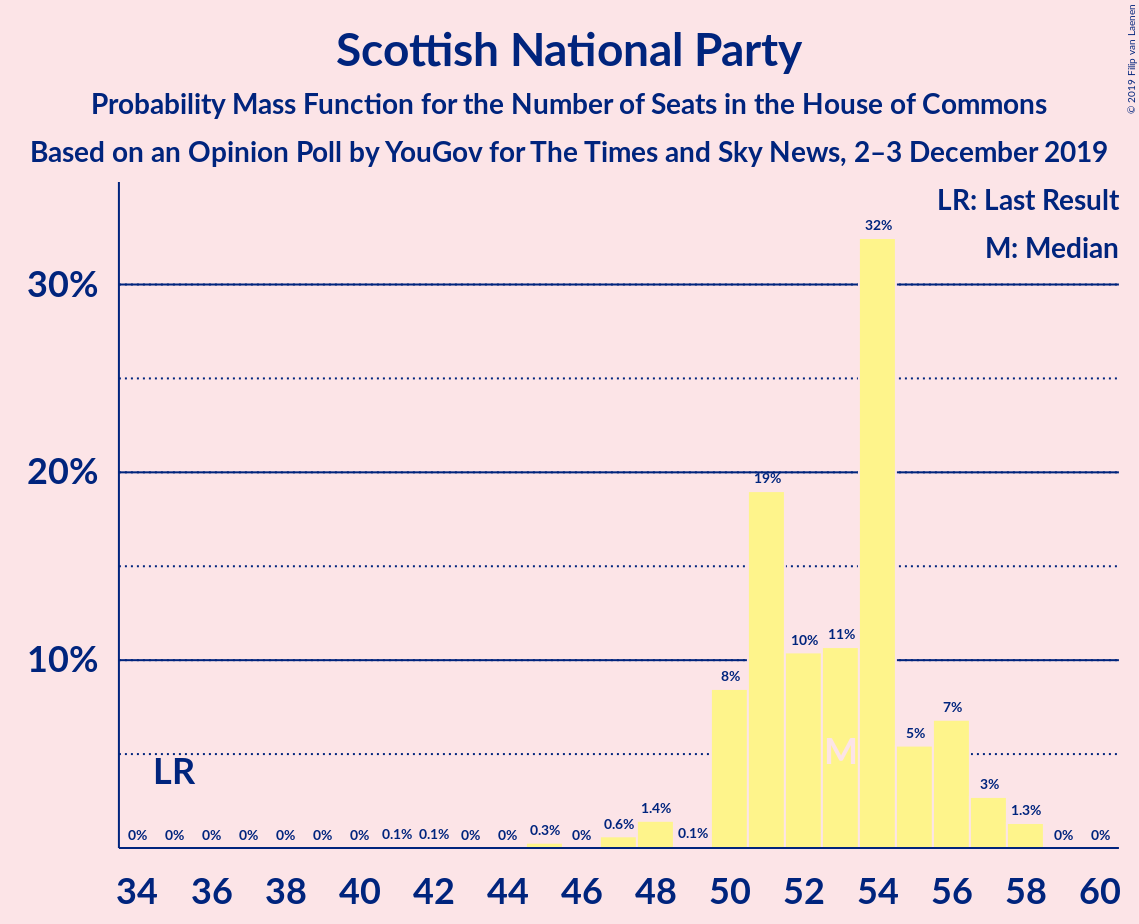 © 2019 Filip van Laenen
Scottish National Party
Probability Mass Function for the Number of Seats in the House of Commons
Based on an Opinion Poll by YouGov for The Times and Sky News, 2–3 December 2019
LR: Last Result
M: Median
30%
20%
10%
32%
19%
11%
10%
8%
7%
5%
3%
1.4%
1.3%
0% 0% 0% 0% 0% 0% 0% 0.1% 0.1% 0% 0% 0.3% 0% 0.6% 0.1% 0% 0%
LR
M
34 36 38 40 42 44 46 48 50 52 54 56 58 60